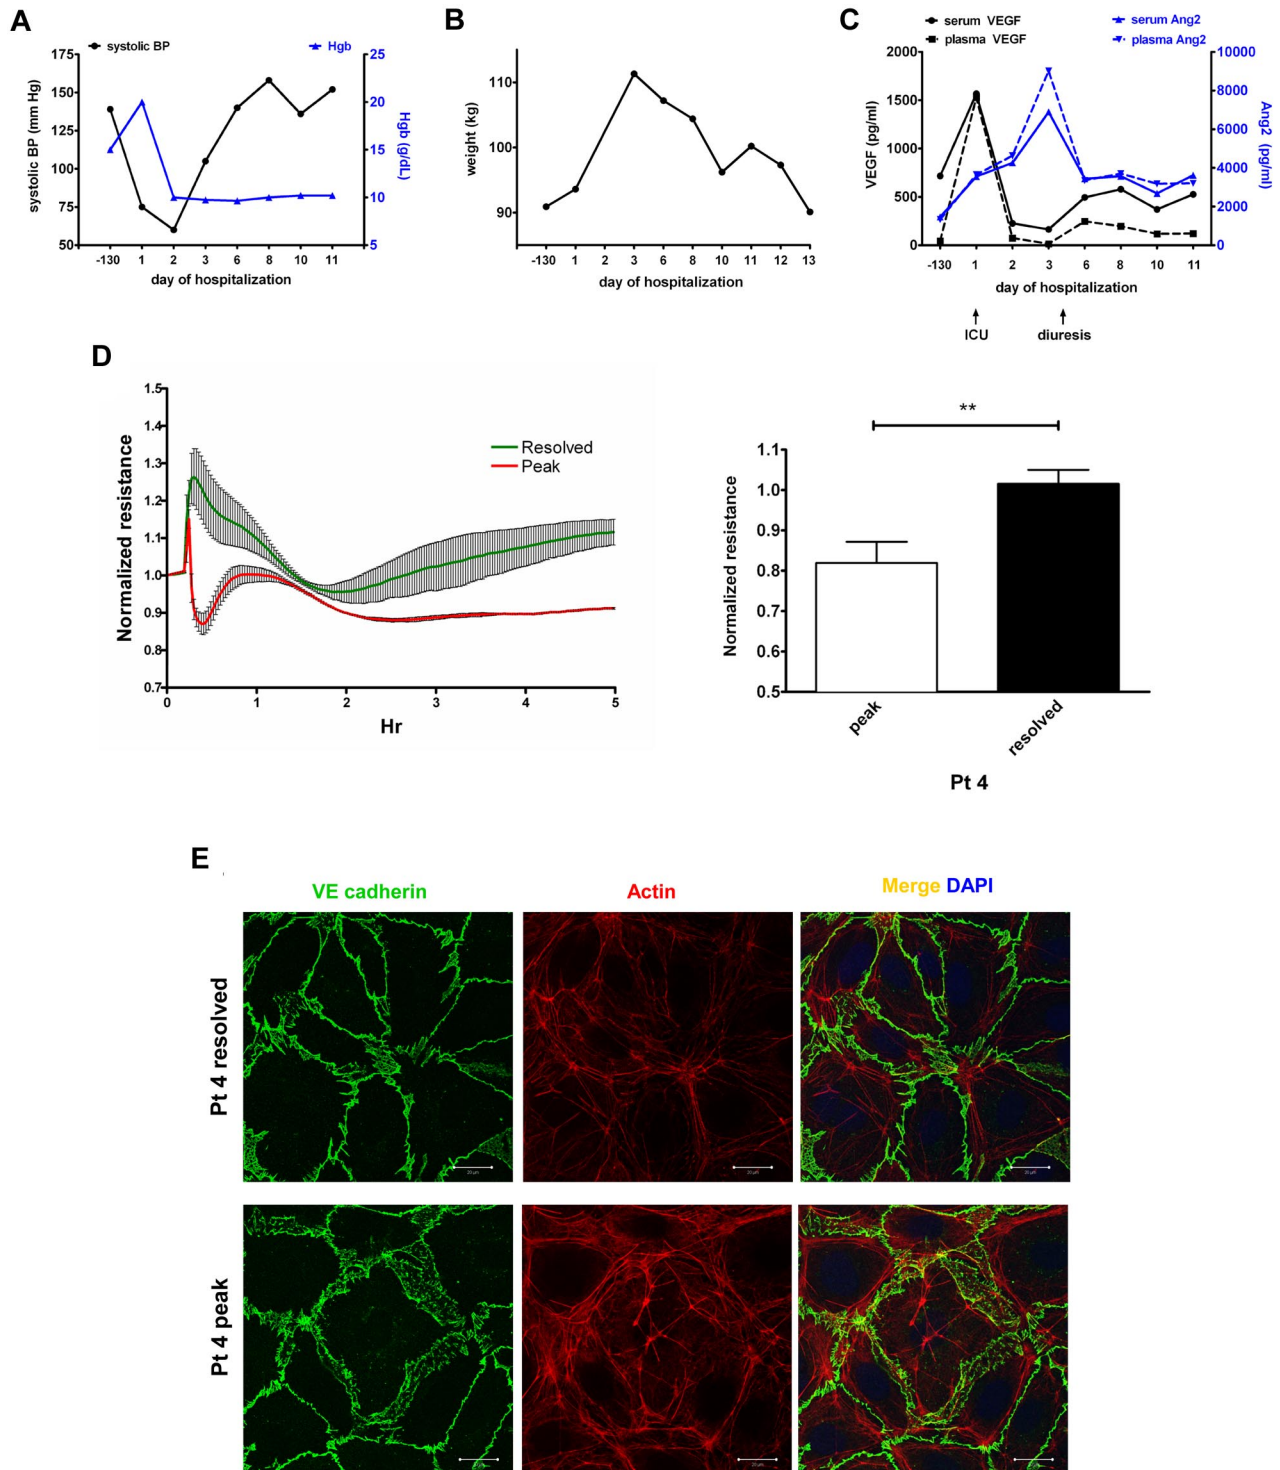 A
systolic BP
Hgb
175
150
125
100
75
50
systolic BP (mm Hg)
25
20
15
10
5
Hgb (g/dL)
-130 1 2 3 6 8 10 11
day of hospitalization
B
110
100
90
weight (kg)
-130 1 2 3 6 8 10 11 12 13
day of hospitalization
C
serum VEGF
plasma VEGF
serum Ang2
plasma Ang2
2000
1500
1000
500
0
VEGF (pg/ml)
10000
8000
6000
4000
2000
0
Ang2 (pg/ml)
-130 1 2 3 6 8 10 11
day of hospitalization
ICU
diuresis
D
1.5
1.4
1.3
1.2
1.1
1.0
0.9
0.8
0.7
Normalized resistance
Resolved
Peak
0 1 2 3 4 5
Hr
**
1.1
1.0
0.9
0.8
0.7
0.6
0.5
Normalized resistance
peak
resolved
Pt 4
E
VE cadherin
Actin
Merge DAPI
Pt 4 resolved
20 µm
20 µm
20 µm
Pt 4 peak